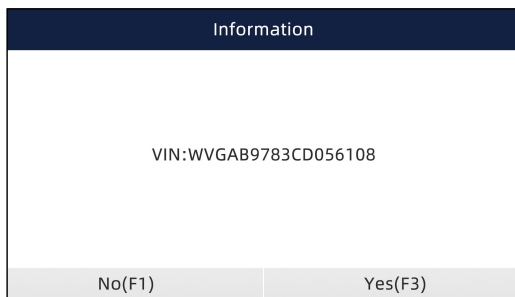 Information
VIN:WVGAB9783CD056108
No(F1)
Yes(F3)